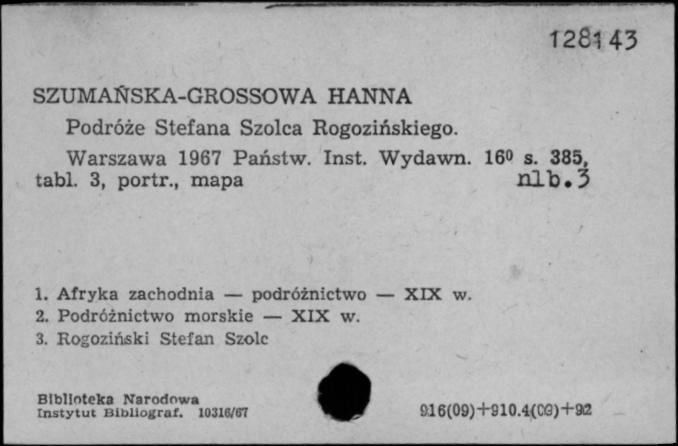 128143
SZUMAŃSKA-GROSSOWA HANNA
Podróże Stefana Szolca Rogozińskiego.
Warszawa 1967 Państw. Inst. Wydawn. 16⁰ s. 385,
tabl. 3, portr., mapa nlb.3
1. Afryka zachodnia — podróżnictwo — XIX w.
2. Podróżnictwo morskie — XIX w.
3. Rogoziński Stefan Szolc
Biblioteka Narodowa
Instytut Bibliograf. 10316/67 916(09)+910.4(09)+92